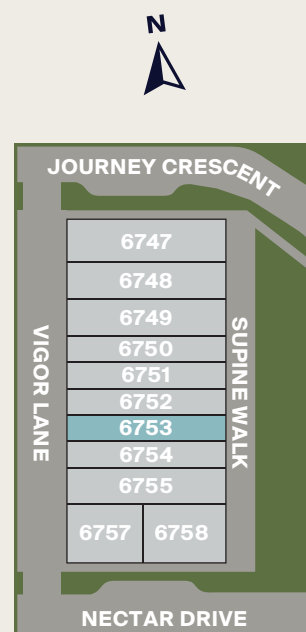 N
JOURNEY CRESCENT
6747
6748
6749
6750
6751
6752
6753
6754
6755
6757 6758
VIGOR LANE
SUPINE WALK
NECTAR DRIVE